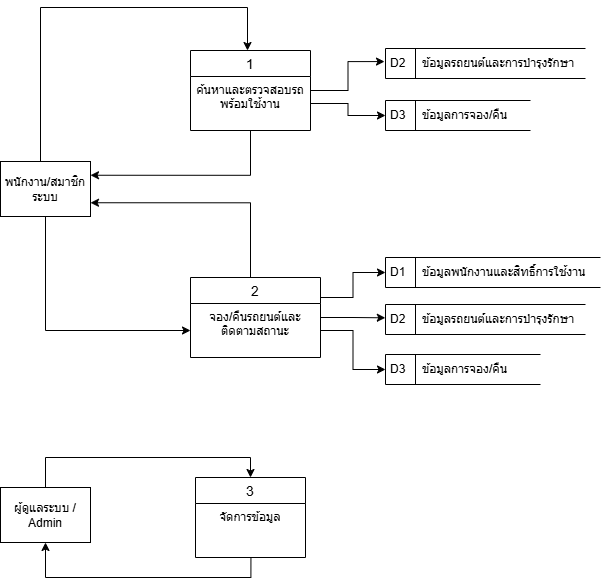 1
ค้นหาและตรวจสอบรถ
พร้อมใช้งาน
D2 ข้อมูลรถยนต์และการบำรุงรักษา
D3 ข้อมูลการจอง/คืน
พนักงาน/สมาชิก
ระบบ
2
จอง/คืนรถยนต์และ
ติดตามสถานะ
D1 ข้อมูลพนักงานและสิทธิ์การใช้งาน
D2 ข้อมูลรถยนต์และการบำรุงรักษา
D3 ข้อมูลการจอง/คืน
3
จัดการข้อมูล
ผู้ดูแลระบบ /
Admin